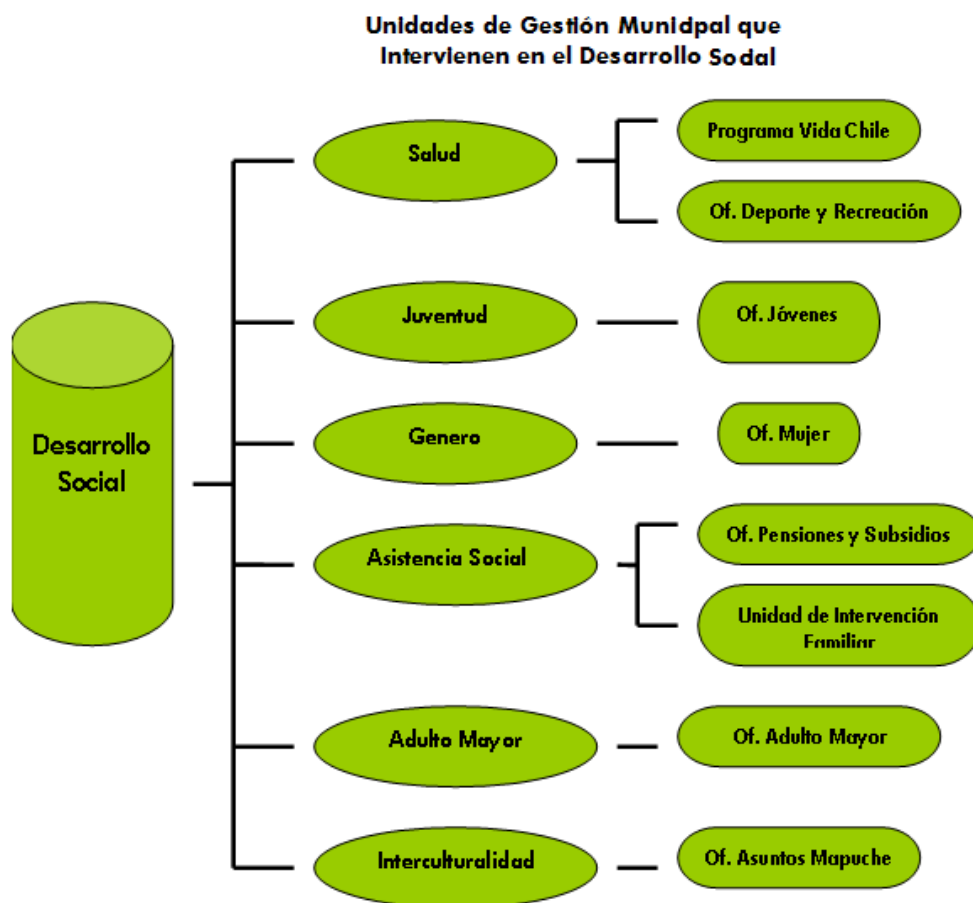 Unidades de Gestión Munidpal que
Intervienen en el Desarrollo Sodal
Salud
Programa Vida Chile
Of. Deporte y Recreación
Juventud
Of. Jóvenes
Desarrollo
Social
Genero
Of. Mujer
Asistencia Social
Of. Pensiones y Subsidios
Unidad de Intervención
Familiar
Adulto Mayor
Of. Adulto Mayor
Interculturalidad
Of. Asuntos Mapuche